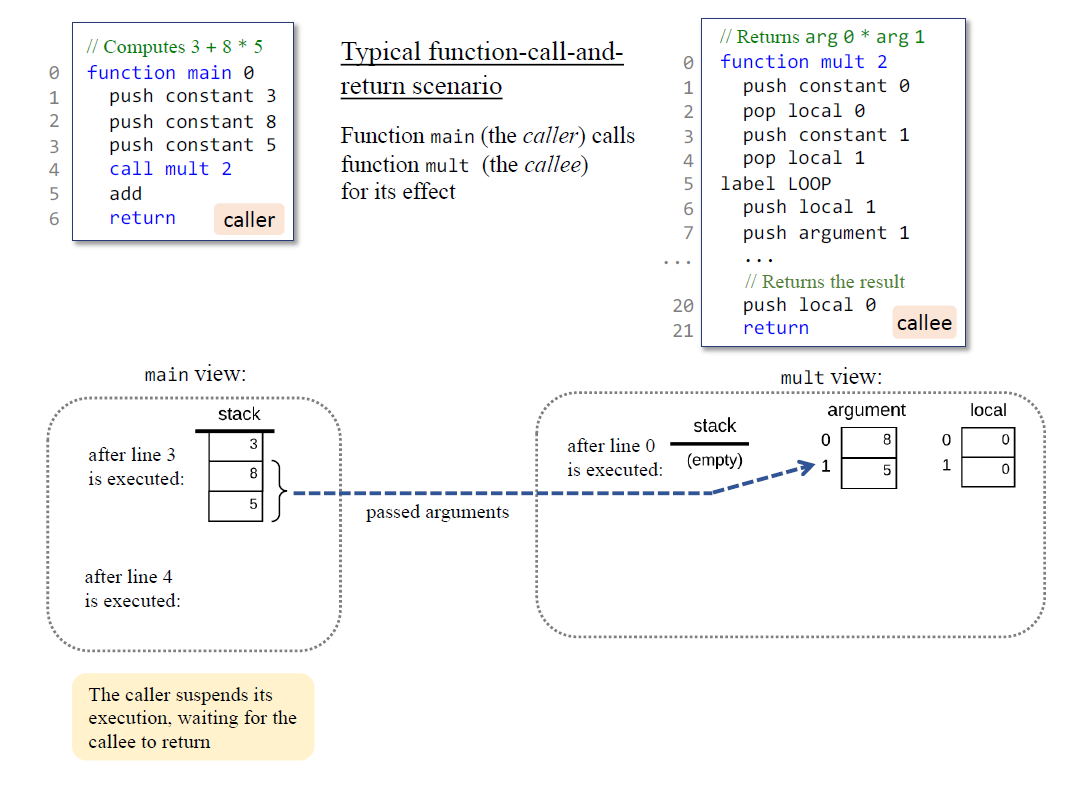 // Computes 3 + 8 * 5
0 function main 0
1 push constant 3
2 push constant 8
3 push constant 5
4 call mult 2
5 add
6 return
caller
Typical function-call-and-
return scenario
Function main (the caller) calls
function mult (the callee)
for its effect
// Returns arg 0 * arg 1
0 function mult 2
1 push constant 0
2 pop local 0
3 push constant 1
4 pop local 1
5 label LOOP
6 push local 1
7 push argument 1
... ...
// Returns the result
20 push local 0
21 return
callee
main view:
stack
after line 3
is executed:
3
8
5
passed arguments
after line 4
is executed:
mult view:
after line 0
is executed:
stack
(empty)
argument
0 8
1 5
local
0 0
1 0
The caller suspends its
execution, waiting for the
callee to return